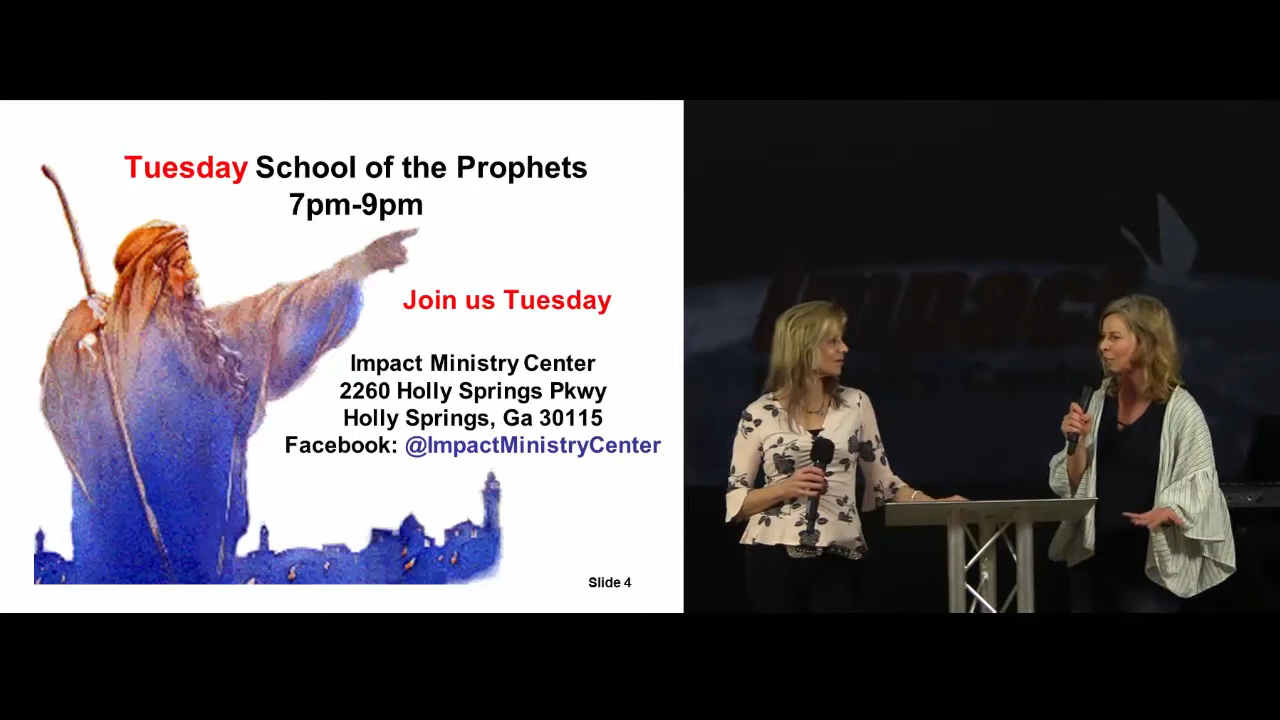 Tuesday School of the Prophets
7pm-9pm
Join us Tuesday
Impact Ministry Center
2260 Holly Springs Pkwy
Holly Springs, Ga 30115
Facebook: @ImpactMinistryCenter
Slide 4
Impact